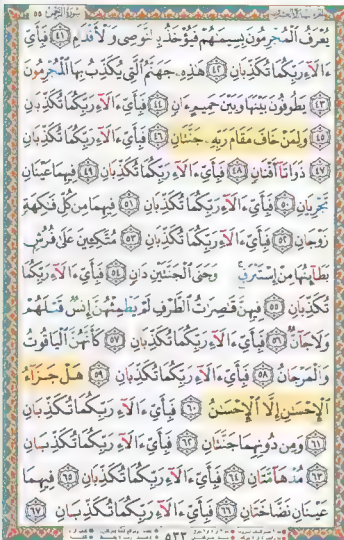 سورة الرحمن ٥٥
يُعْرَفُ ٱلْمُجْرِمُونَ بِسِيمَٰهُمْ فَيُؤْخَذُ بِٱلنَّوَٰصِى وَٱلْأَقْدَامِ ٤١ فَبِأَىِّ
ءَالَآءِ رَبِّكُمَا تُكَذِّبَانِ ٤٢ هَٰذِهِۦ جَهَنَّمُ ٱلَّتِى يُكَذِّبُ بِهَا ٱلْمُجْرِمُونَ
٤٣ يَطُوفُونَ بَيْنَهَا وَبَيْنَ حَمِيمٍ ءَانٍ ٤٤ فَبِأَىِّ ءَالَآءِ رَبِّكُمَا تُكَذِّبَانِ
٤٥ وَلِمَنْ خَافَ مَقَامَ رَبِّهِۦ جَنَّتَانِ ٤٦ فَبِأَىِّ ءَالَآءِ رَبِّكُمَا تُكَذِّبَانِ
٤٧ ذَوَاتَآ أَفْنَانٍ ٤٨ فَبِأَىِّ ءَالَآءِ رَبِّكُمَا تُكَذِّبَانِ ٤٩ فِيهِمَا عَيْنَانِ
تَجْرِيَانِ ٥٠ فَبِأَىِّ ءَالَآءِ رَبِّكُمَا تُكَذِّبَانِ ٥١ فِيهِمَا مِن كُلِّ فَٰكِهَةٍ
زَوْجَانِ ٥٢ فَبِأَىِّ ءَالَآءِ رَبِّكُمَا تُكَذِّبَانِ ٥٣ مُتَّكِـِٔينَ عَلَىٰ فُرُشٍۭ
بَطَآئِنُهَا مِنْ إِسْتَبْرَقٍ وَجَنَى ٱلْجَنَّتَيْنِ دَانٍ ٥٤ فَبِأَىِّ ءَالَآءِ رَبِّكُمَا
تُكَذِّبَانِ ٥٥ فِيهِنَّ قَٰصِرَٰتُ ٱلطَّرْفِ لَمْ يَطْمِثْهُنَّ إِنسٌ قَبْلَهُمْ
وَلَا جَآنٌّ ٥٦ فَبِأَىِّ ءَالَآءِ رَبِّكُمَا تُكَذِّبَانِ ٥٧ كَأَنَّهُنَّ ٱلْيَاقُوتُ
وَٱلْمَرْجَانُ ٥٨ فَبِأَىِّ ءَالَآءِ رَبِّكُمَا تُكَذِّبَانِ ٥٩ هَلْ جَزَآءُ
ٱلْإِحْسَٰنِ إِلَّا ٱلْإِحْسَٰنُ ٦٠ فَبِأَىِّ ءَالَآءِ رَبِّكُمَا تُكَذِّبَانِ
٦١ وَمِن دُونِهِمَا جَنَّتَانِ ٦٢ فَبِأَىِّ ءَالَآءِ رَبِّكُمَا تُكَذِّبَانِ
٦٣ مُدْهَآمَّتَانِ ٦٤ فَبِأَىِّ ءَالَآءِ رَبِّكُمَا تُكَذِّبَانِ ٦٥ فِيهِمَا
عَيْنَانِ نَضَّاخَتَانِ ٦٦ فَبِأَىِّ ءَالَآءِ رَبِّكُمَا تُكَذِّبَانِ ٦٧
٥٣٣